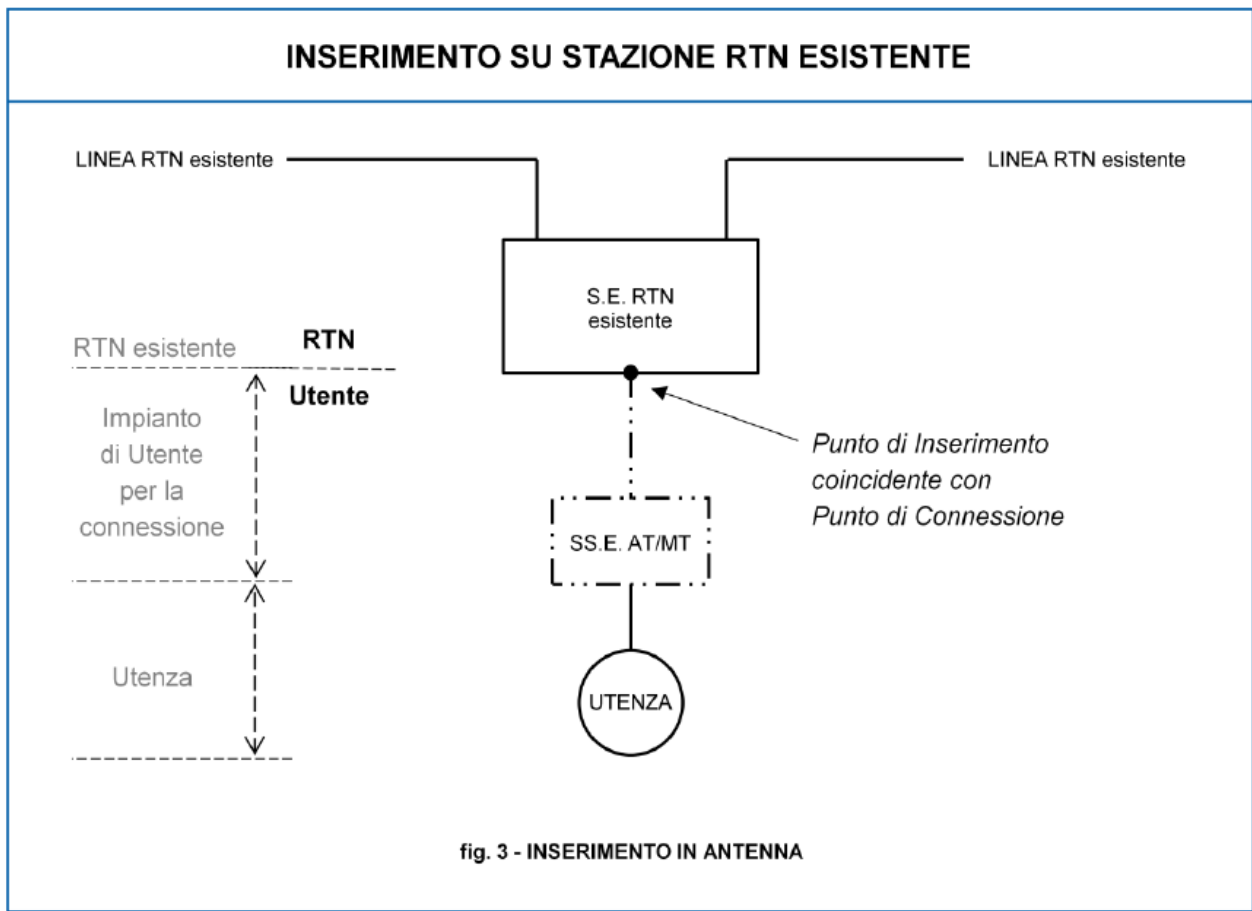 INSERIMENTO SU STAZIONE RTN ESISTENTE
LINEA RTN esistente
LINEA RTN esistente
S.E. RTN
esistente
RTN esistente
RTN
Utente
Impianto
di Utente
per la
connessione
Punto di Inserimento
coincidente con
Punto di Connessione
SS.E. AT/MT
Utenza
UTENZA
fig. 3 - INSERIMENTO IN ANTENNA